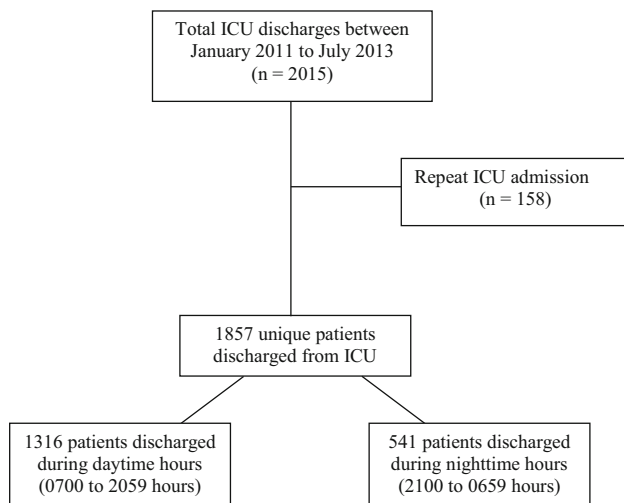 Total ICU discharges between
January 2011 to July 2013
(n = 2015)
Repeat ICU admission
(n = 158)
1857 unique patients
discharged from ICU
1316 patients discharged
during daytime hours
(0700 to 2059 hours)
541 patients discharged
during nighttime hours
(2100 to 0659 hours)